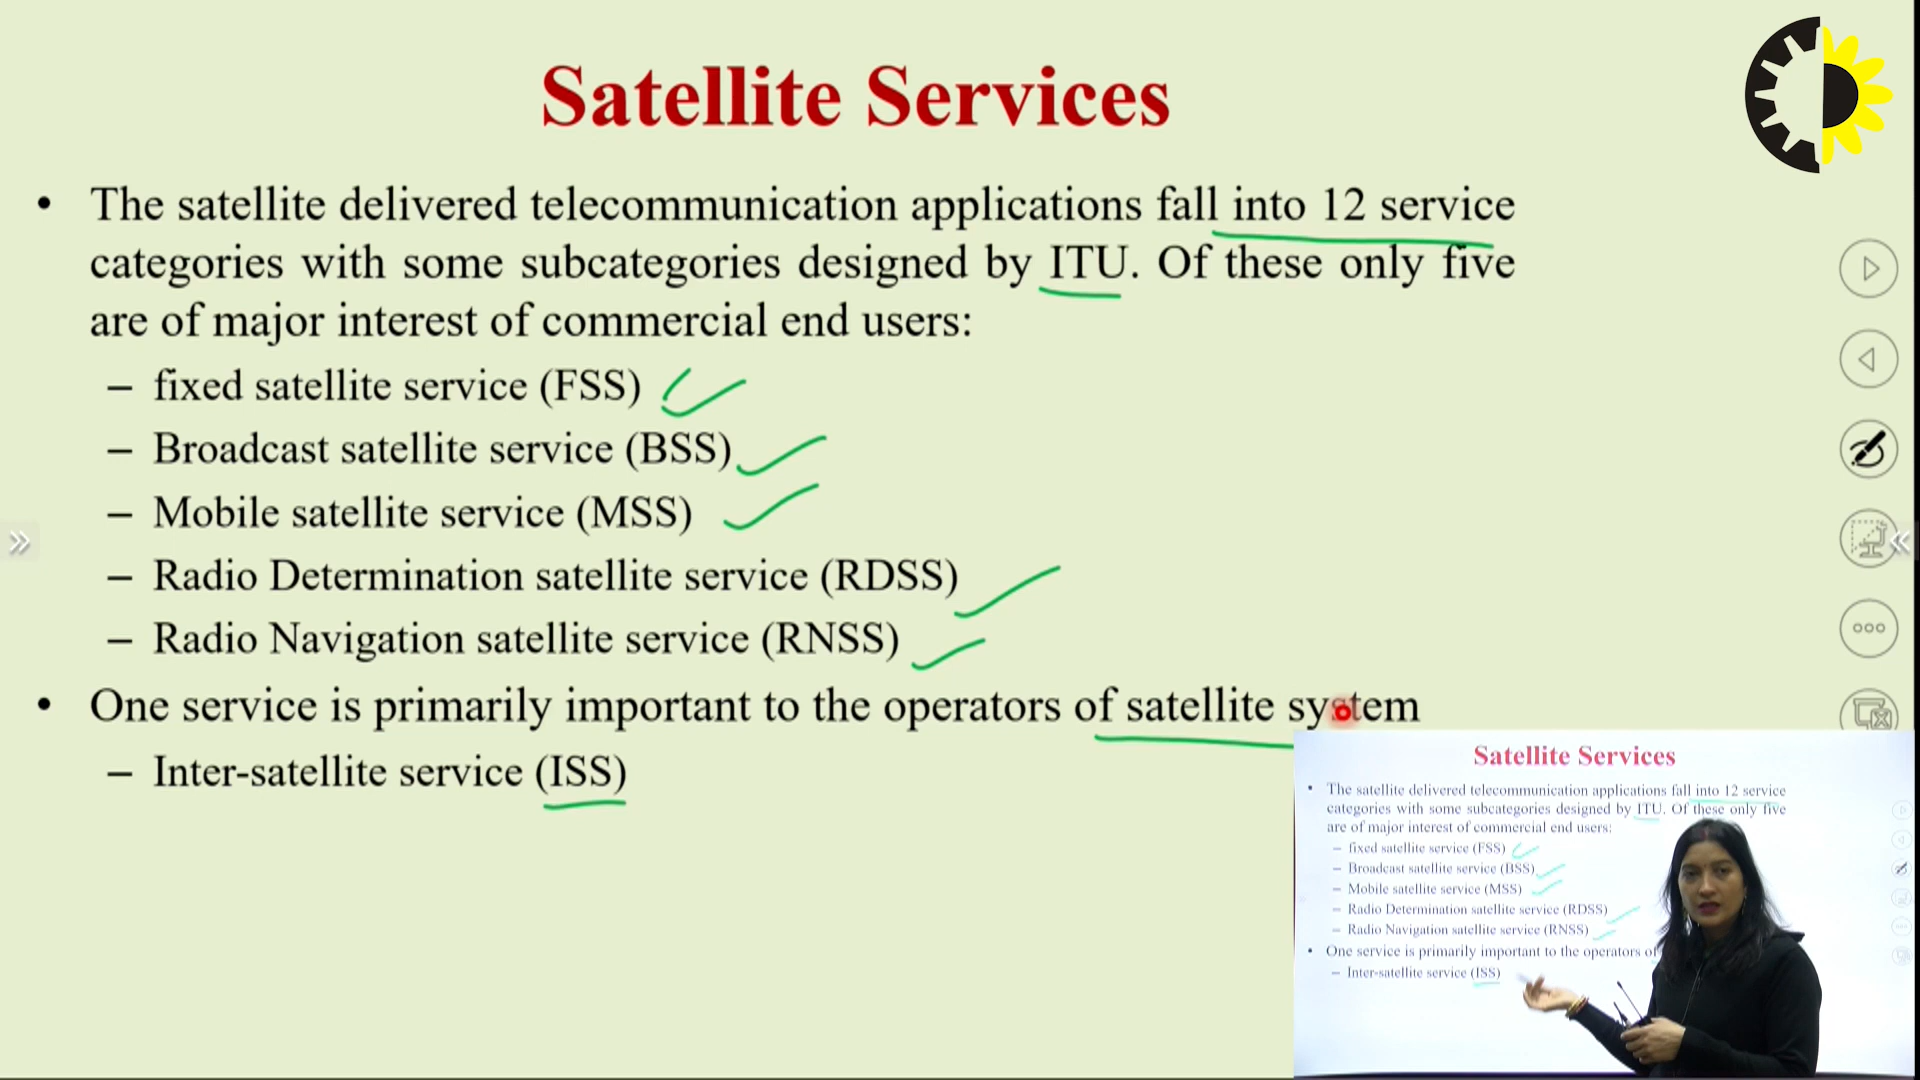 Satellite Services
• The satellite delivered telecommunication applications fall into 12 service
categories with some subcategories designed by ITU. Of these only five
are of major interest of commercial end users:
– fixed satellite service (FSS)
– Broadcast satellite service (BSS)
– Mobile satellite service (MSS)
– Radio Determination satellite service (RDSS)
– Radio Navigation satellite service (RNSS)
• One service is primarily important to the operators of satellite system
– Inter-satellite service (ISS)
Satellite Services
• The satellite delivered telecommunication applications fall into 12 service
categories with some subcategories designed by ITU. Of these only five
are of major interest of commercial end users:
– fixed satellite service (FSS)
– Broadcast satellite service (BSS)
– Mobile satellite service (MSS)
– Radio Determination satellite service (RDSS)
– Radio Navigation satellite service (RNSS)
• One service is primarily important to the operators of
– Inter-satellite service (ISS)